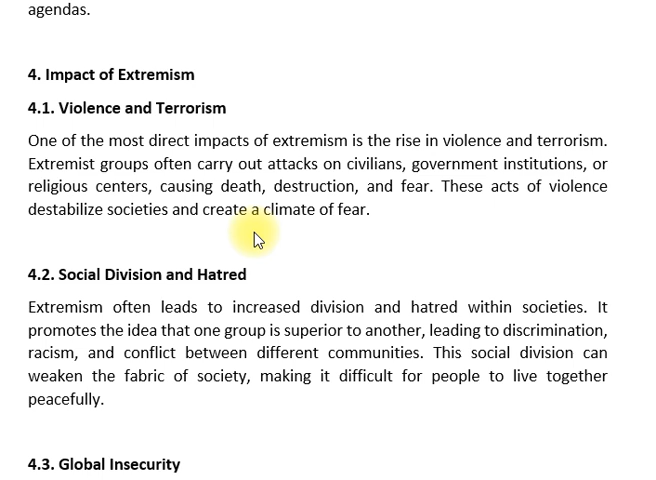 agendas.
4. Impact of Extremism
4.1. Violence and Terrorism
One of the most direct impacts of extremism is the rise in violence and terrorism.
Extremist groups often carry out attacks on civilians, government institutions, or
religious centers, causing death, destruction, and fear. These acts of violence
destabilize societies and create a climate of fear.
4.2. Social Division and Hatred
Extremism often leads to increased division and hatred within societies. It
promotes the idea that one group is superior to another, leading to discrimination,
racism, and conflict between different communities. This social division can
weaken the fabric of society, making it difficult for people to live together
peacefully.
4.3. Global Insecurity